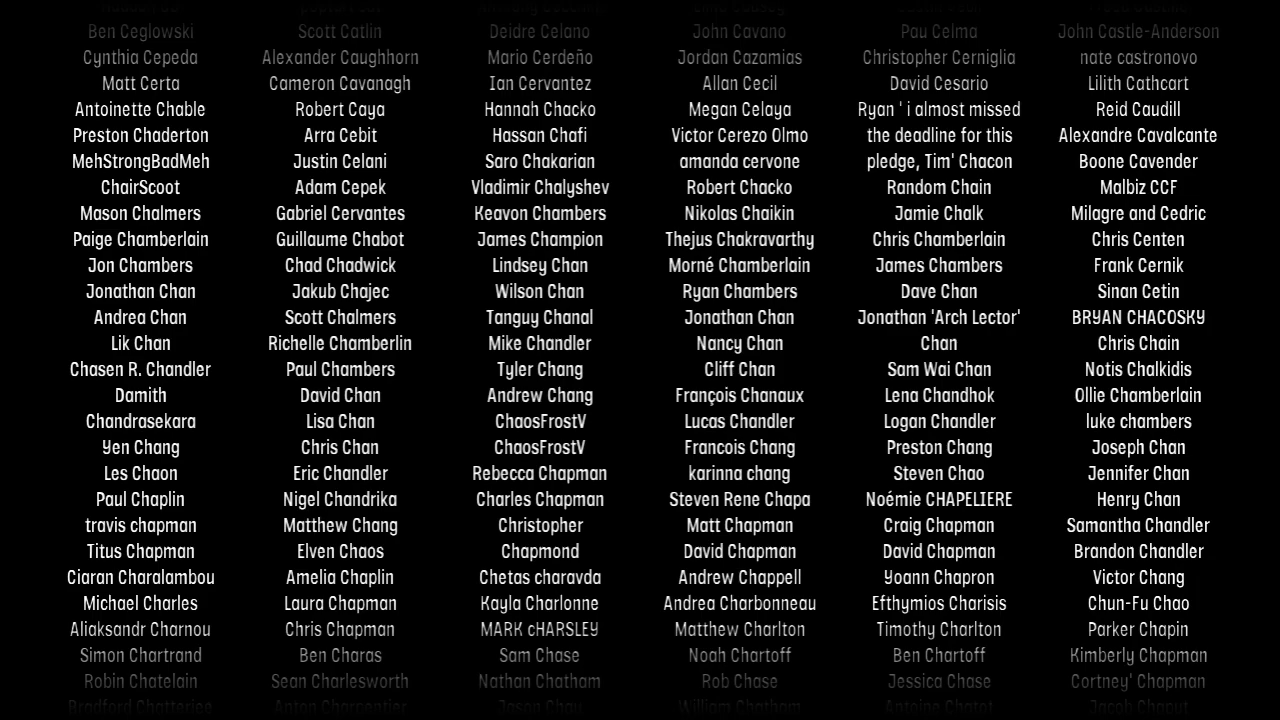 Ben Ceglowski
Scott Catlin
Deidre Celano
John Cavano
Pau Celma
John Castle-Anderson
Cynthia Cepeda
Alexander Caughhorn
Mario Cerdeño
Jordan Cazamias
Christopher Cerniglia
nate castronovo
Matt Certa
Cameron Cavanagh
Ian Cervantez
Allan Cecil
David Cesario
Lilith Cathcart
Antoinette Chable
Robert Caya
Hannah Chacko
Megan Celaya
Ryan ' i almost missed
Reid Caudill
Preston Chaderton
Arra Cebit
Hassan Chafi
Victor Cerezo Olmo
the deadline for this
Alexandre Cavalcante
MehStrongBadMeh
Justin Celani
Saro Chakarian
amanda cervone
pledge, Tim' Chacon
Boone Cavender
ChairScoot
Adam Cepek
Vladimir Chalyshev
Robert Chacko
Random Chain
Malbiz CCF
Mason Chalmers
Gabriel Cervantes
Keavon Chambers
Nikolas Chaikin
Jamie Chalk
Milagre and Cedric
Paige Chamberlain
Guillaume Chabot
James Champion
Thejus Chakravarthy
Chris Chamberlain
Chris Centen
Jon Chambers
Chad Chadwick
Lindsey Chan
Morné Chamberlain
James Chambers
Frank Cernik
Jonathan Chan
Jakub Chajec
Wilson Chan
Ryan Chambers
Dave Chan
Sinan Cetin
Andrea Chan
Scott Chalmers
Tanguy Chanal
Jonathan Chan
Jonathan 'Arch Lector'
BRYAN CHACOSKY
Lik Chan
Richelle Chamberlin
Mike Chandler
Nancy Chan
Chan
Chris Chain
Chasen R. Chandler
Paul Chambers
Tyler Chang
Cliff Chan
Sam Wai Chan
Notis Chalkidis
Damith
David Chan
Andrew Chang
François Chanaux
Lena Chandhok
Ollie Chamberlain
Chandrasekara
Lisa Chan
ChaosFrostV
Lucas Chandler
Logan Chandler
luke chambers
Yen Chang
Chris Chan
ChaosFrostV
Francois Chang
Preston Chang
Joseph Chan
Les Chaon
Eric Chandler
Rebecca Chapman
karinna chang
Steven Chao
Jennifer Chan
Paul Chaplin
Nigel Chandrika
Charles Chapman
Steven Rene Chapa
Noémie CHAPELIERE
Henry Chan
travis chapman
Matthew Chang
Christopher
Matt Chapman
Craig Chapman
Samantha Chandler
Titus Chapman
Elven Chaos
Chapmond
David Chapman
David Chapman
Brandon Chandler
Ciaran Charalambou
Amelia Chaplin
Chetas charavda
Andrew Chappell
Yoann Chapron
Victor Chang
Michael Charles
Laura Chapman
Kayla Charlonne
Andrea Charbonneau
Efthymios Charisis
Chun-Fu Chao
Aliaksandr Charnou
Chris Chapman
MARK cHARSLEY
Matthew Charlton
Timothy Charlton
Parker Chapin
Simon Chartrand
Ben Charas
Sam Chase
Noah Chartoff
Ben Chartoff
Kimberly Chapman
Robin Chatelain
Sean Charlesworth
Nathan Chatham
Rob Chase
Jessica Chase
Cortney' Chapman
Bradford Chatterjee
Anton Charpentier
Jason Chau
William Chatham
Antoine Chatot
Jacob Chaput